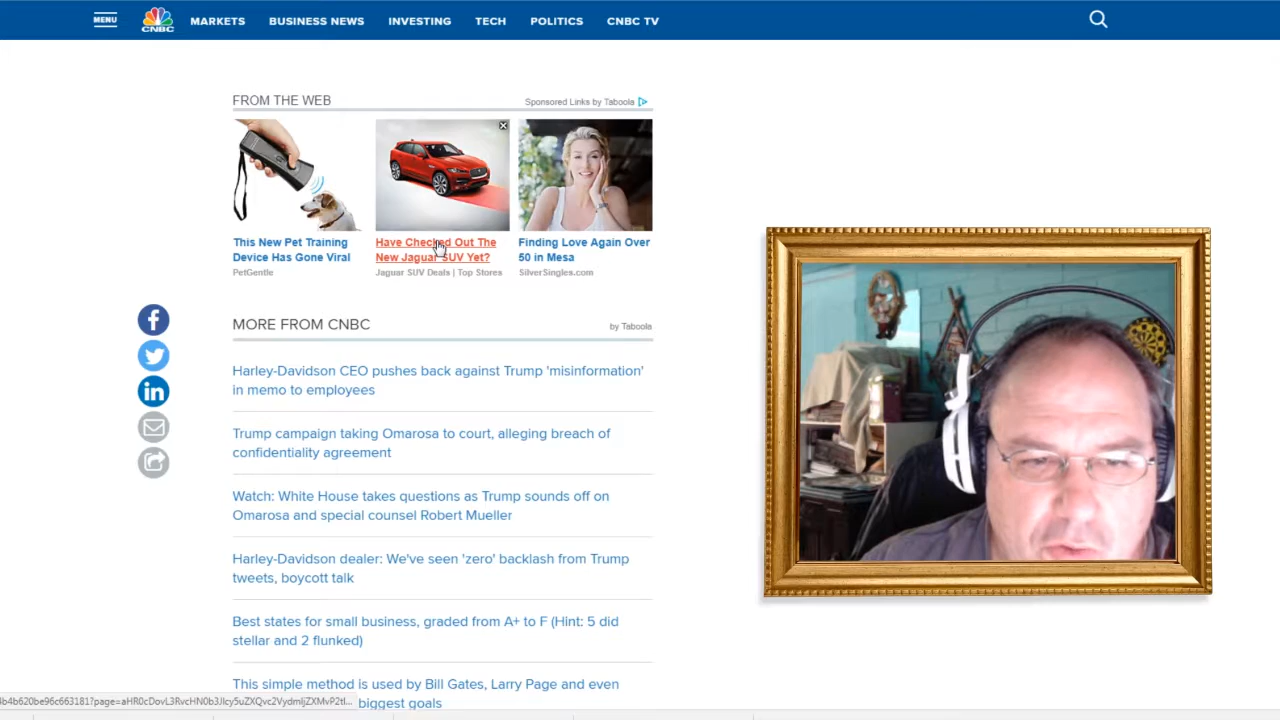 MENU
CNBC
MARKETS
BUSINESS NEWS
INVESTING
TECH
POLITICS
CNBC TV
FROM THE WEB
Sponsored Links by Taboola
This New Pet Training
Device Has Gone Viral
PetGentle
Have Checked Out The
New Jaguar SUV Yet?
Jaguar SUV Deals | Top Stores
Finding Love Again Over
50 in Mesa
SilverSingles.com
MORE FROM CNBC
by Taboola
Harley-Davidson CEO pushes back against Trump 'misinformation'
in memo to employees
Trump campaign taking Omarosa to court, alleging breach of
confidentiality agreement
Watch: White House takes questions as Trump sounds off on
Omarosa and special counsel Robert Mueller
Harley-Davidson dealer: We've seen 'zero' backlash from Trump
tweets, boycott talk
Best states for small business, graded from A+ to F (Hint: 5 did
stellar and 2 flunked)
This simple method is used by Bill Gates, Larry Page and even
biggest goals